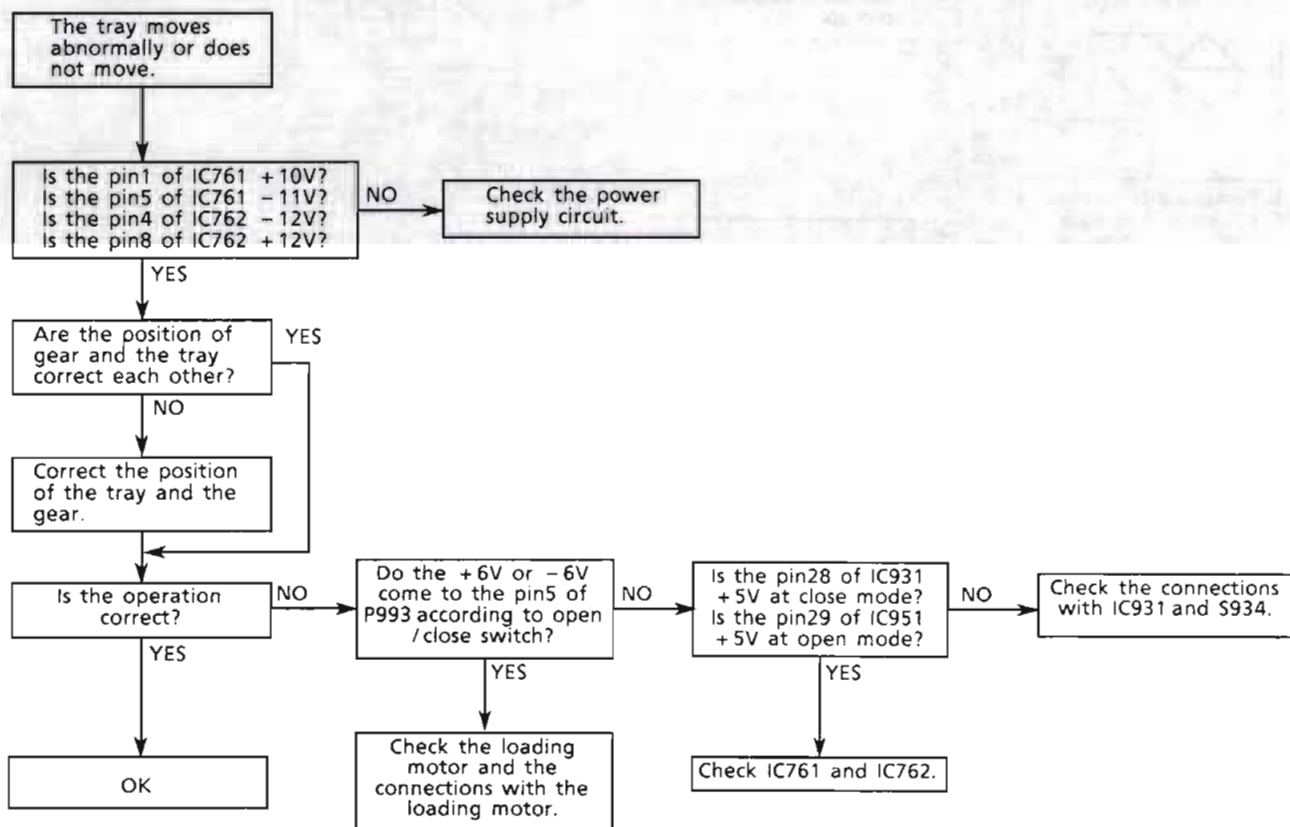 The tray moves
abnormally or does
not move.
Is the pin1 of IC761 +10V?
Is the pin5 of IC761 -11V?
Is the pin4 of IC762 -12V?
Is the pin8 of IC762 +12V?
NO
Check the power
supply circuit.
YES
Are the position of
gear and the tray
correct each other?
YES
NO
Correct the position
of the tray and the
gear.
Is the operation
correct?
NO
Do the +6V or -6V
come to the pin5 of
P993 according to open
/close switch?
NO
Is the pin28 of IC931
+5V at close mode?
Is the pin29 of IC951
+5V at open mode?
NO
Check the connections
with IC931 and S934.
YES
YES
YES
OK
Check the loading
motor and the
connections with the
loading motor.
Check IC761 and IC762.